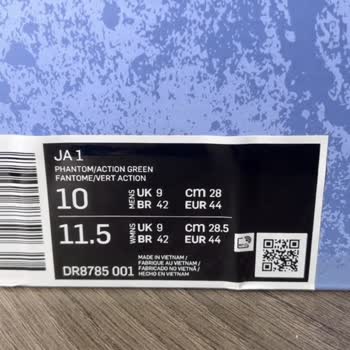 JA 1
PHANTOM/ACTION GREEN
FANTOME/VERT ACTION
10 MENS UK 9 CM 28
BR 42 EUR 44
11.5 WMNS UK 9 CM 28.5
BR 42 EUR 44
MADE IN VIETNAM /
FABRIQUE AU VIETNAM /
FABRICADO NO VIETNÃ /
HECHO EN VIETNAM
DR8785 001